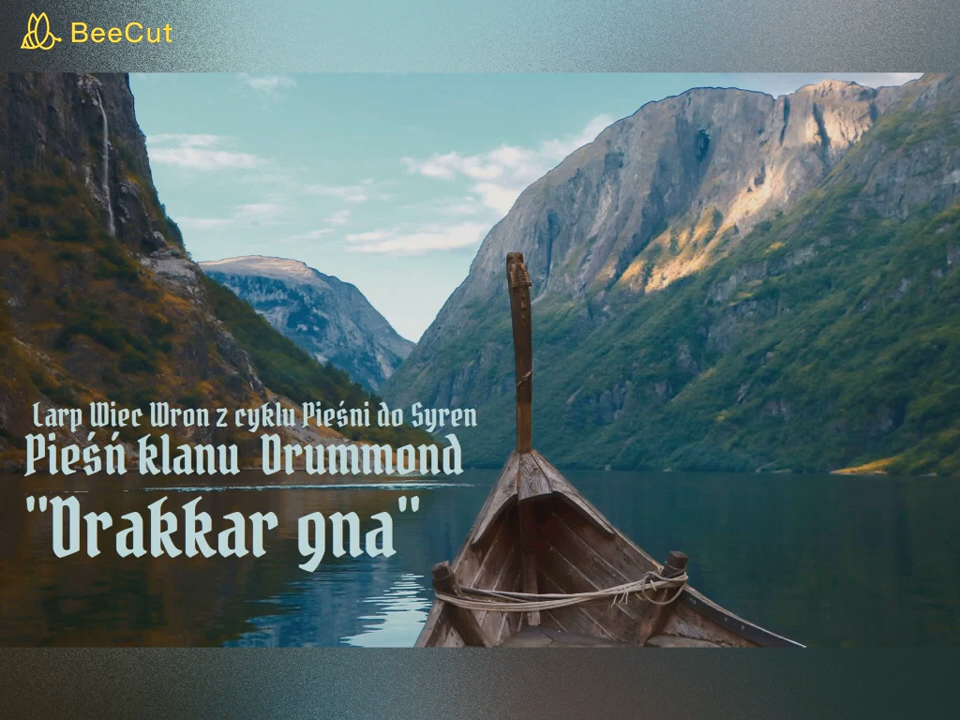 BeeCut
Larp Wiec Wron z cyklu Pieśni do Syren
Pieśń klanu Drummond
"Drakkar gna"